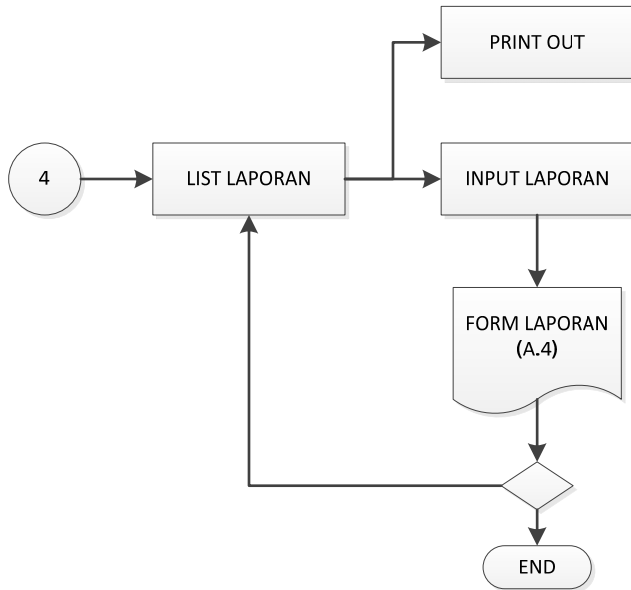 PRINT OUT
4
LIST LAPORAN
INPUT LAPORAN
FORM LAPORAN
(A.4)
END